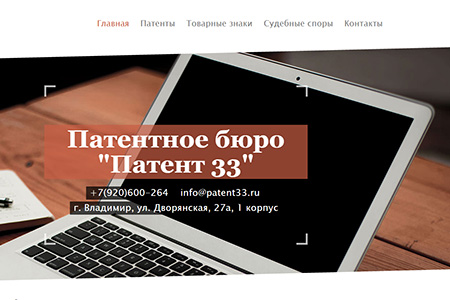 Главная Патенты Товарные знаки Судебные споры Контакты
Патентное бюро
"Патент 33"
+7(920)600-264 info@patent33.ru
г. Владимир, ул. Дворянская, 27а, 1 корпус